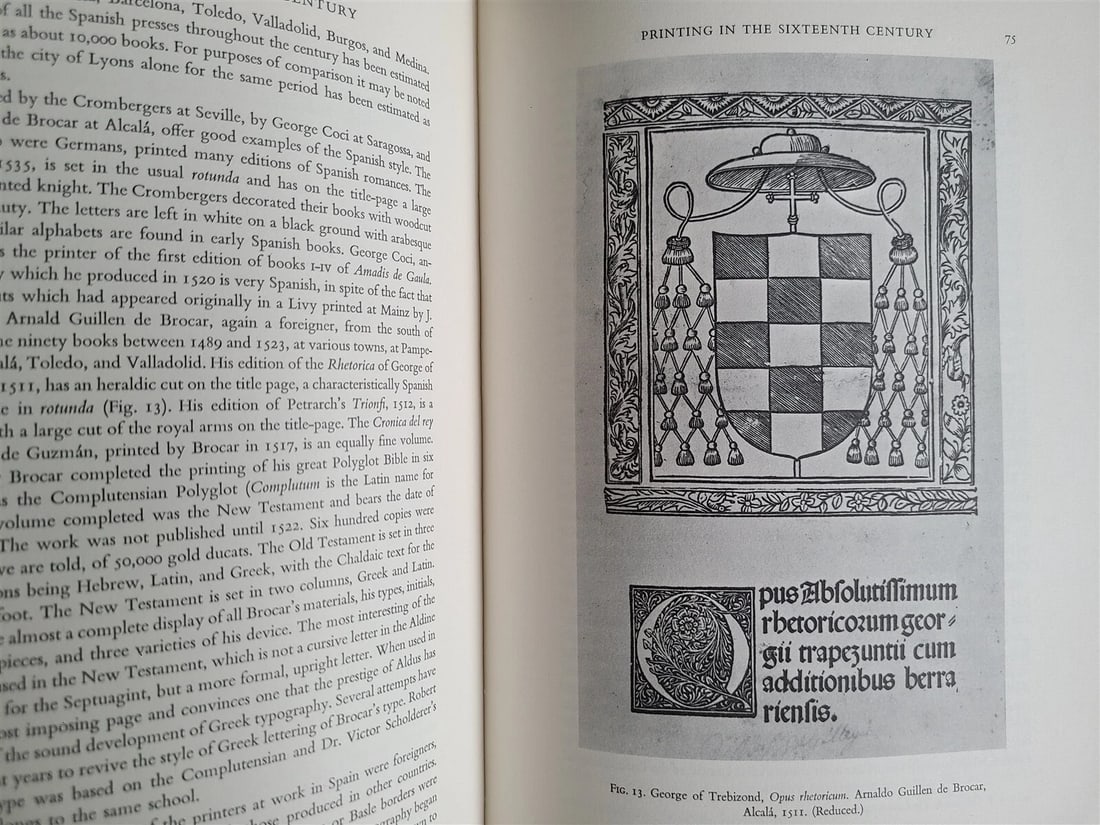 ENTURY
Barcelona, Toledo, Valladolid, Burgos, and Medina.
of all the Spanish presses throughout the century has been estimated
as about 10,000 books. For purposes of comparison it may be noted
the city of Lyons alone for the same period has been estimated as
s.
ed by the Crombergers at Seville, by George Coci at Saragossa, and
de Brocar at Alcalá, offer good examples of the Spanish style. The
were Germans, printed many editions of Spanish romances. The
1535, is set in the usual rotunda and has on the title-page a large
nted knight. The Crombergers decorated their books with woodcut
uty. The letters are left in white on a black ground with arabesque
ilar alphabets are found in early Spanish books. George Coci, an-
s the printer of the first edition of books I-IV of Amadis de Gaula.
y which he produced in 1520 is very Spanish, in spite of the fact that
ts which had appeared originally in a Livy printed at Mainz by J.
Arnald Guillen de Brocar, again a foreigner, from the south of
e ninety books between 1489 and 1523, at various towns, at Pampe-
alá, Toledo, and Valladolid. His edition of the Rhetorica of George of
1511, has an heraldic cut on the title page, a characteristically Spanish
e in rotunda (Fig. 13). His edition of Petrarch's Trionfi, 1512, is a
th a large cut of the royal arms on the title-page. The Cronica del rey
de Guzmán, printed by Brocar in 1517, is an equally fine volume.
Brocar completed the printing of his great Polyglot Bible in six
s the Complutensian Polyglot (Complutum is the Latin name for
volume completed was the New Testament and bears the date of
The work was not published until 1522. Six hundred copies were
we are told, of 50,000 gold ducats. The Old Testament is set in three
ons being Hebrew, Latin, and Greek, with the Chaldaic text for the
foot. The New Testament is set in two columns, Greek and Latin.
almost a complete display of all Brocar's materials, his types, initials,
pieces, and three varieties of his device. The most interesting of the
sed in the New Testament, which is not a cursive letter in the Aldine
for the Septuagint, but a more formal, upright letter. When used in
ost imposing page and convinces one that the prestige of Aldus has
the sound development of Greek typography. Several attempts have
t years to revive the style of Greek lettering of Brocar's type. Robert
ype was based on the Complutensian and Dr. Victor Scholderer's
ongs to the same school.
of the printers at work in Spain were foreigners,
those produced in other countries.
or Basle borders were
graphy began
n to
PRINTING IN THE SIXTEENTH CENTURY 75
Opus Absolutissimum
rhetoricorum geor⸗
gii trapezuntii cum
additionibus herra
riensis.
FIG. 13. George of Trebizond, Opus rhetoricum. Arnaldo Guillen de Brocar,
Alcalá, 1511. (Reduced.)